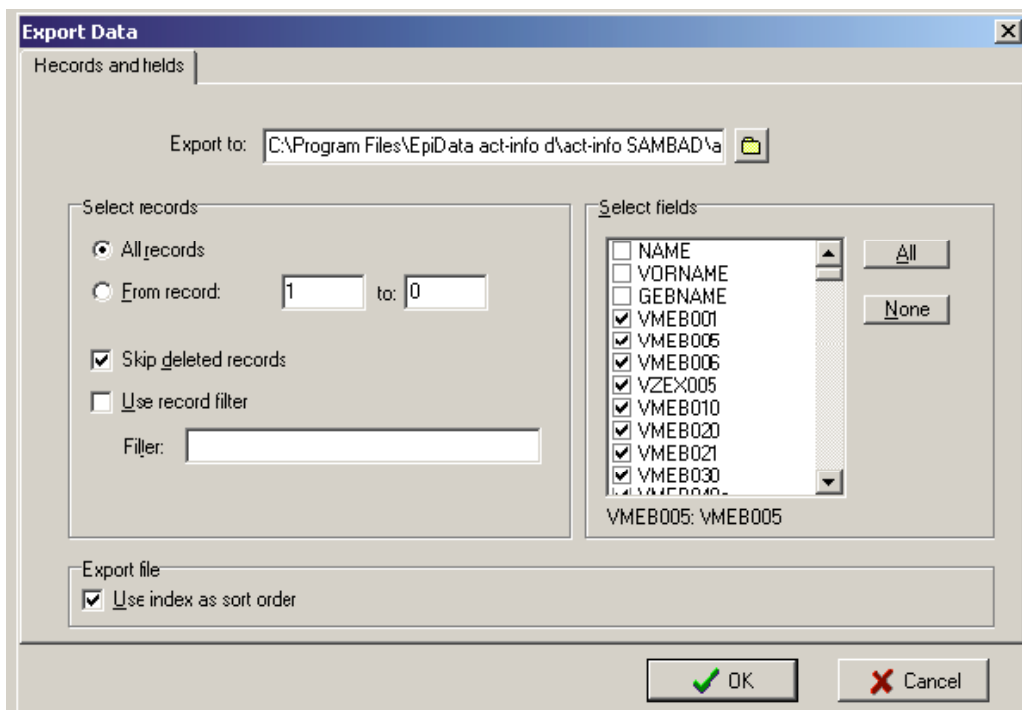 Export Data
Records and fields
Export to: C:\Program Files\EpiData act-info d\act-info SAMBAD\a
Select records
All records
From record: 1 to: 0
Skip deleted records
Use record filter
Filter:
Select fields
NAME
VORNAME
GEBNAME
VMEB001
VMEB005
VMEB006
VZEX005
VMEB010
VMEB020
VMEB021
VMEB030
All
None
VMEB005: VMEB005
Export file
Use index as sort order
OK
Cancel